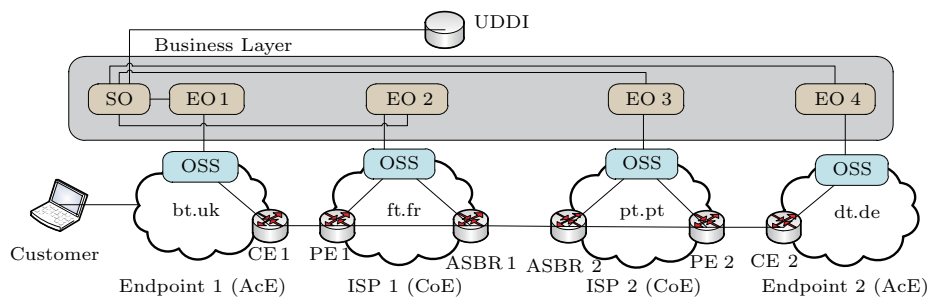 UDDI
Business Layer
SO EO 1 EO 2 EO 3 EO 4
OSS OSS OSS OSS
bt.uk ft.fr pt.pt dt.de
Customer CE 1 PE 1 ASBR 1 ASBR 2 PE 2 CE 2
Endpoint 1 (AcE) ISP 1 (CoE) ISP 2 (CoE) Endpoint 2 (AcE)